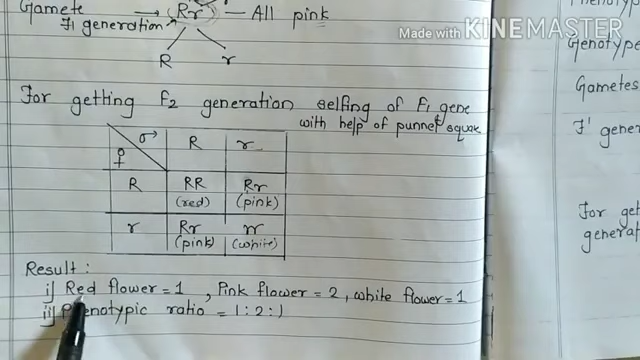 Gamete → (Rr) — All pink
F1 generation
R r
For getting F2 generation selfing of F1 gene
with help of punnet squae
♂ R r
♀
R RR Rr
(red) (pink)
r Rr rr
(pink) (white)
Result :
i) Red flower = 1 , Pink flower = 2, white flower = 1
ii) Phenotypic ratio = 1 : 2 : 1
Made with KINEMASTER
Genotype
Gametes
F' gener
For get
generat